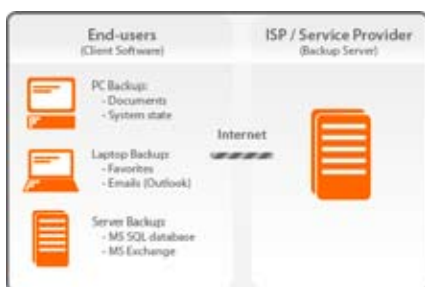 End-users
(Client Software)
PC Backup:
- Documents
- System state
Laptop Backup:
- Favorites
- Emails (Outlook)
Server Backup:
- MS SQL database
- MS Exchange
Internet
ISP / Service Provider
(Backup Server)